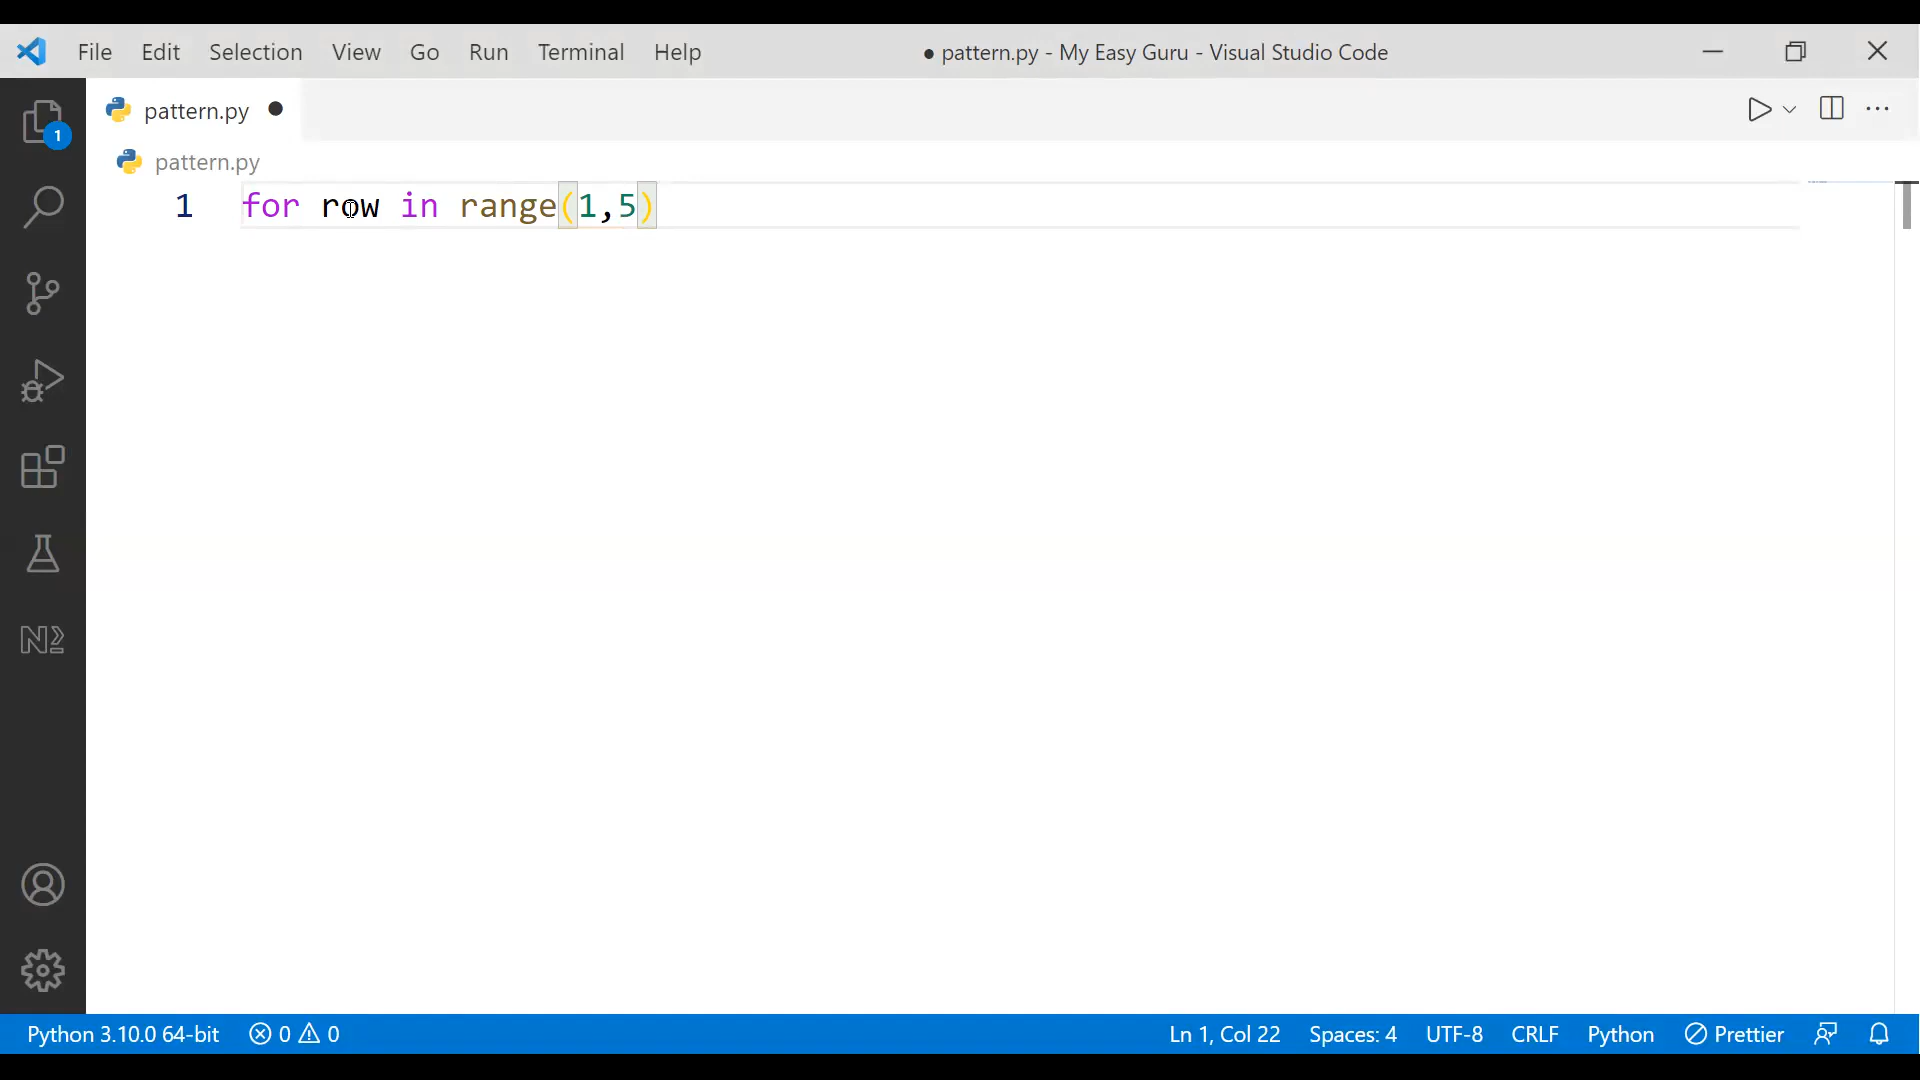 File Edit Selection View Go Run Terminal Help ● pattern.py - My Easy Guru - Visual Studio Code
pattern.py ●
1
pattern.py
1 for row in range(1,5)
Python 3.10.0 64-bit 0 0 Ln 1, Col 22 Spaces: 4 UTF-8 CRLF Python Prettier